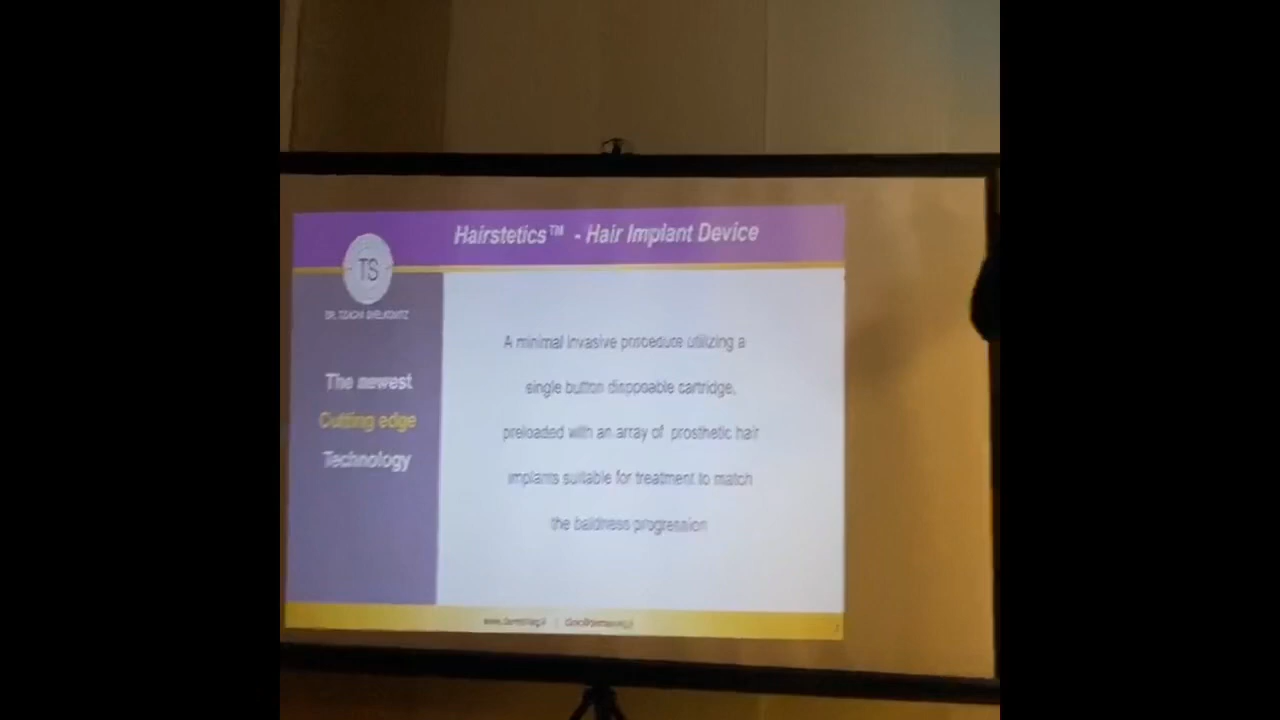 Hairstetics™ - Hair Implant Device
TS
The newest
Cutting edge
Technology
A minimal invasive procedure utilizing a
single button disposable cartridge,
preloaded with an array of prosthetic hair
implants suitable for treatment to match
the baldness progression